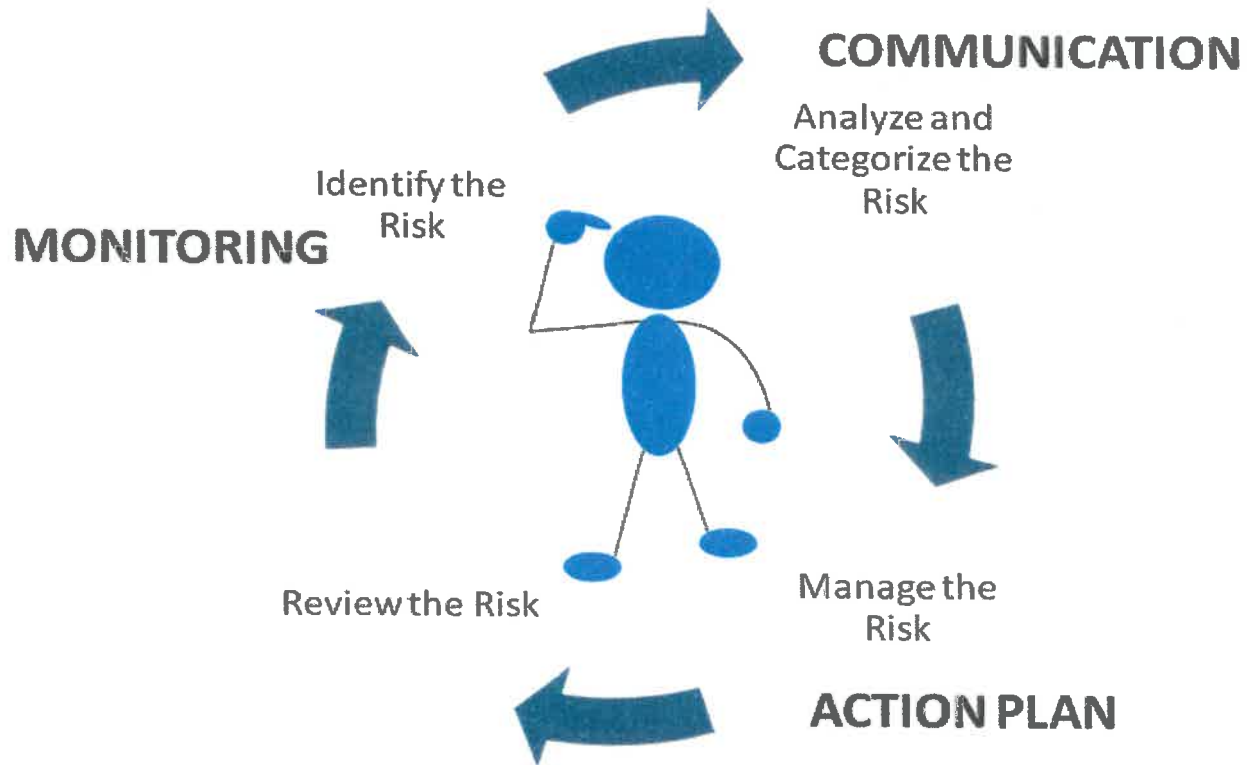 COMMUNICATION
Analyze and
Categorize the
Risk
Identify the
Risk
MONITORING
Review the Risk
Manage the
Risk
ACTION PLAN